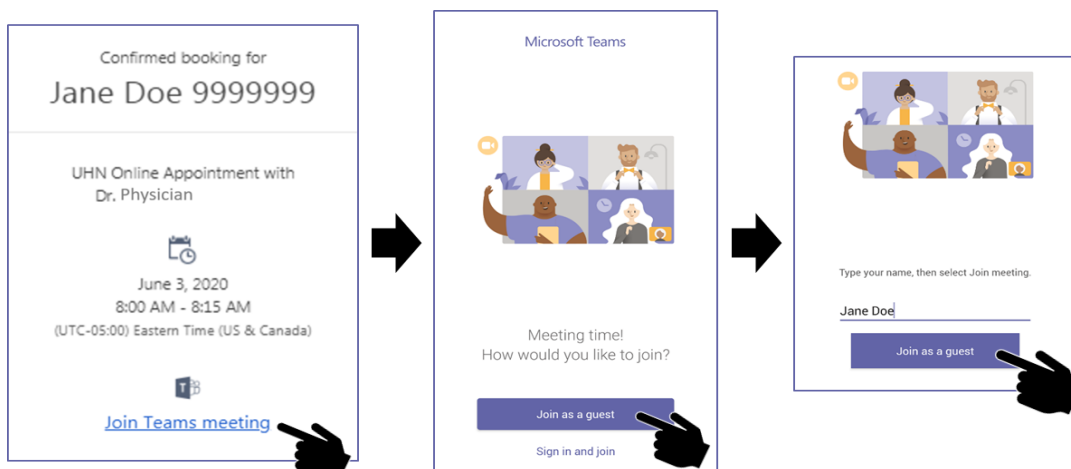 Confirmed booking for
Jane Doe 9999999
UHN Online Appointment with
Dr. Physician
June 3, 2020
8:00 AM - 8:15 AM
(UTC-05:00) Eastern Time (US & Canada)
T
Join Teams meeting
Microsoft Teams
Meeting time!
How would you like to join?
Join as a guest
Sign in and join
Type your name, then select Join meeting.
Jane Doe
Join as a guest